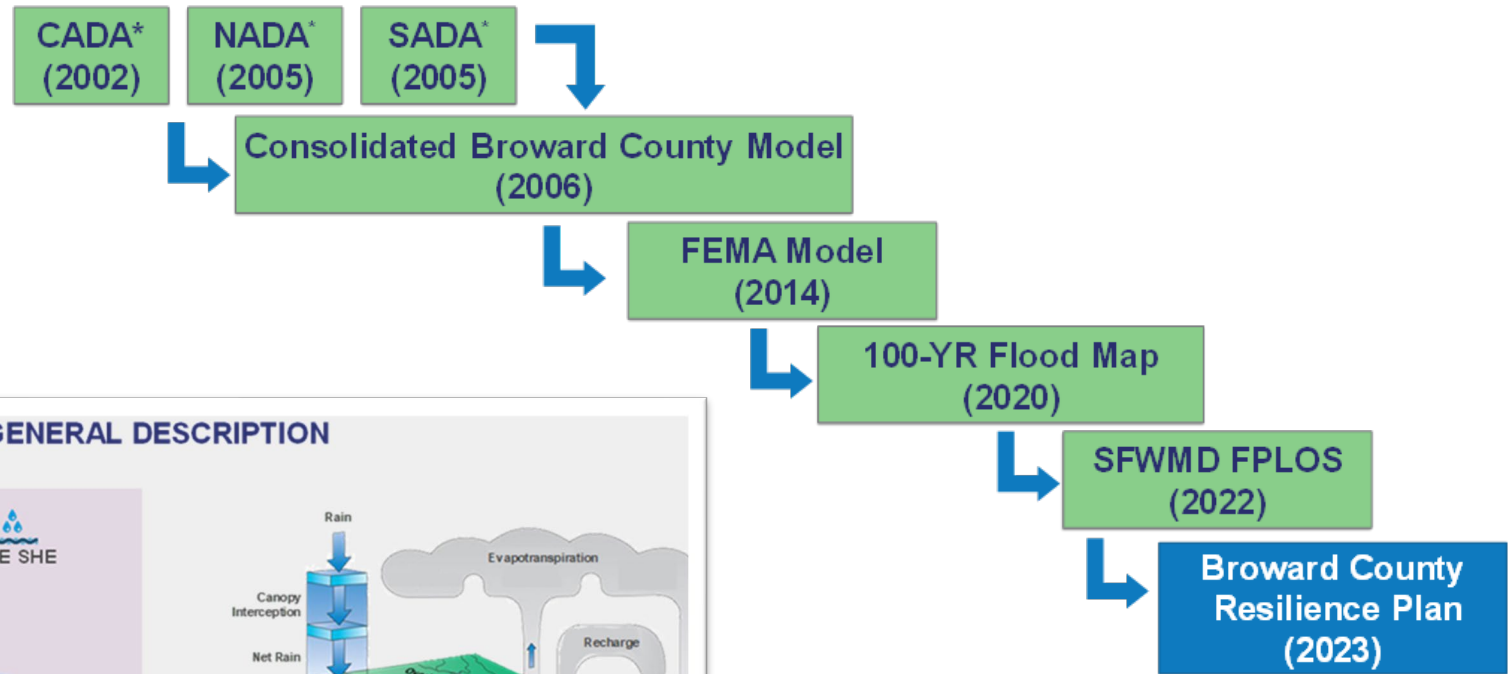 CADA*
(2002)
NADA*
(2005)
SADA*
(2005)
Consolidated Broward County Model
(2006)
FEMA Model
(2014)
100-YR Flood Map
(2020)
SFWMD FPLOS
(2022)
Broward County
Resilience Plan
(2023)
GENERAL DESCRIPTION
SHE
Rain
Evapotranspiration
Canopy
Interception
Recharge
Net Rain